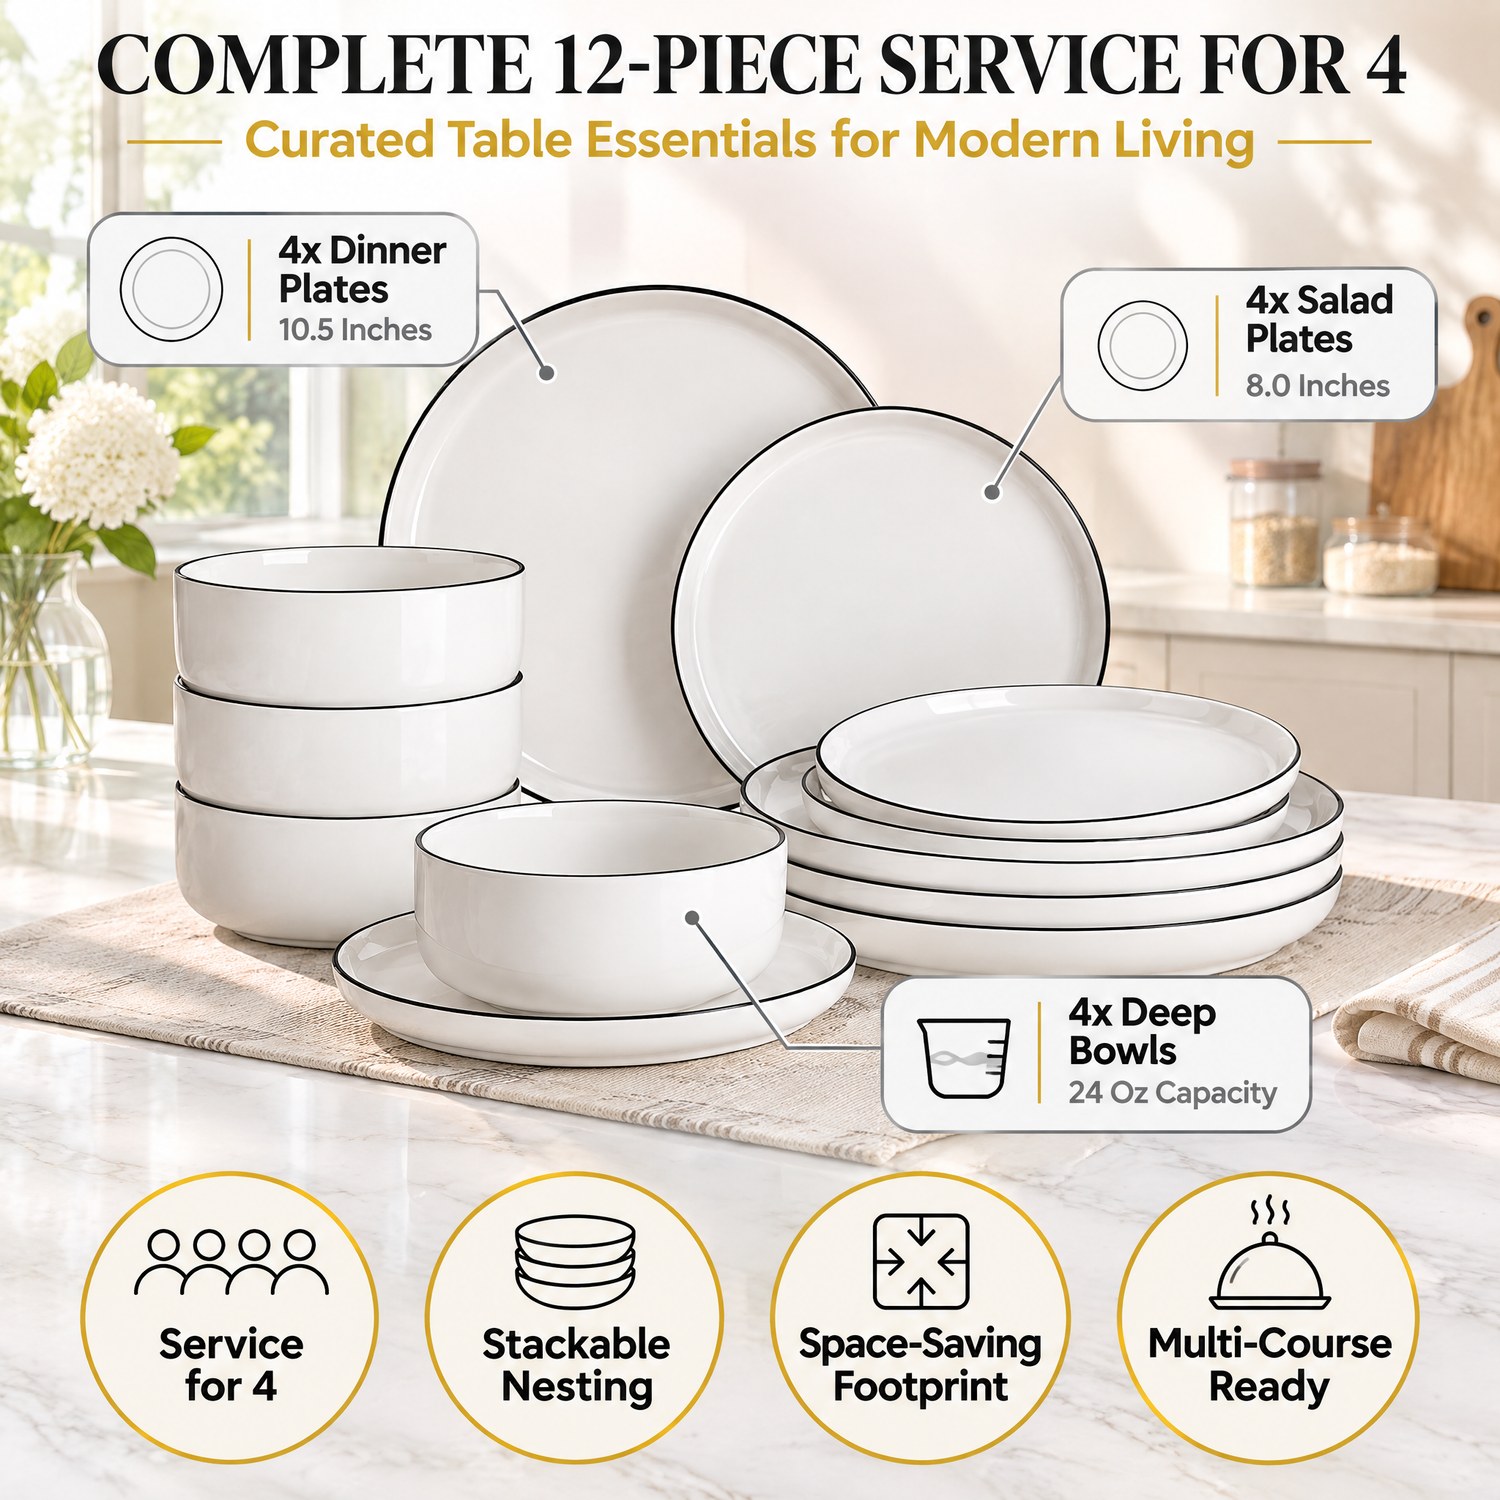 COMPLETE 12-PIECE SERVICE FOR 4
Curated Table Essentials for Modern Living
4x Dinner
Plates
10.5 Inches
4x Salad
Plates
8.0 Inches
4x Deep
Bowls
24 Oz Capacity
Service
for 4
Stackable
Nesting
Space-Saving
Footprint
Multi-Course
Ready